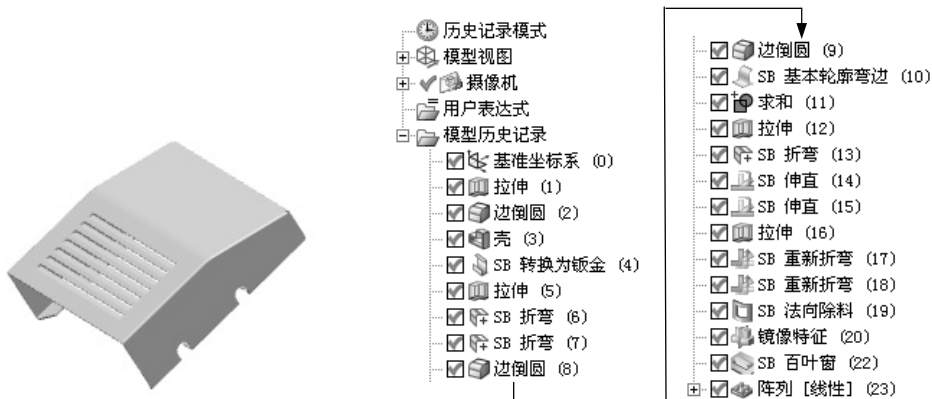 历史记录模式
模型视图
摄像机
用户表达式
模型历史记录
基准坐标系 (0)
拉伸 (1)
边倒圆 (2)
壳 (3)
SB 转换为钣金 (4)
拉伸 (5)
SB 折弯 (6)
SB 折弯 (7)
边倒圆 (8)
边倒圆 (9)
SB 基本轮廓弯边 (10)
求和 (11)
拉伸 (12)
SB 折弯 (13)
SB 伸直 (14)
SB 伸直 (15)
拉伸 (16)
SB 重新折弯 (17)
SB 重新折弯 (18)
SB 法向除料 (19)
镜像特征 (20)
SB 百叶窗 (22)
阵列 [线性] (23)